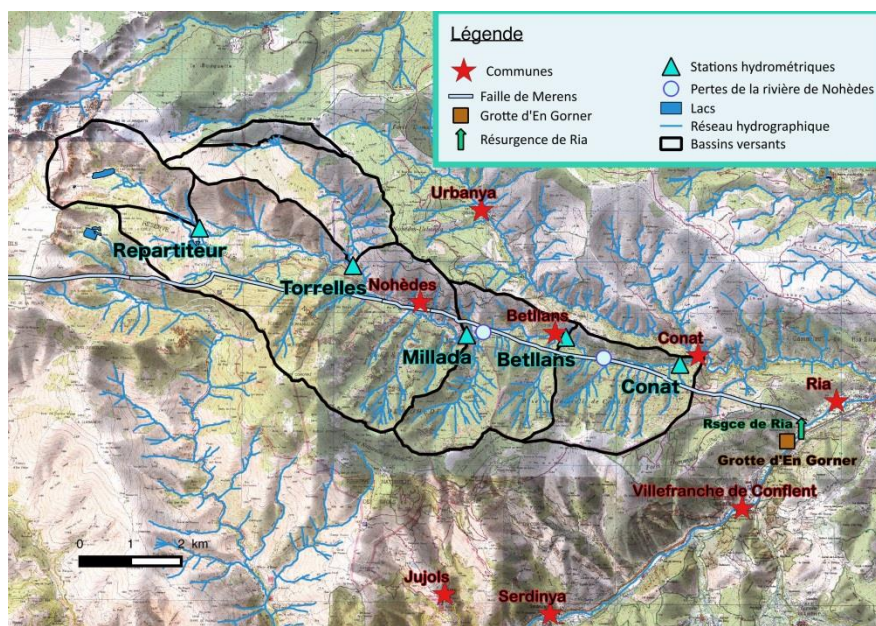 Légende
Communes
Faille de Merens
Grotte d'En Gorner
Résurgence de Ria
Stations hydrométriques
Pertes de la rivière de Nohèdes
Lacs
Réseau hydrographique
Bassins versants
Urbanya
Repartiteur
Torrelles
Nohèdes
Betllans
Millada
Betllans
Conat
Conat
Ria
Rsgce de Ria
Grotte d'En Gorner
Villefranche de Conflent
0 1 2 km
Jujols
Serdinya